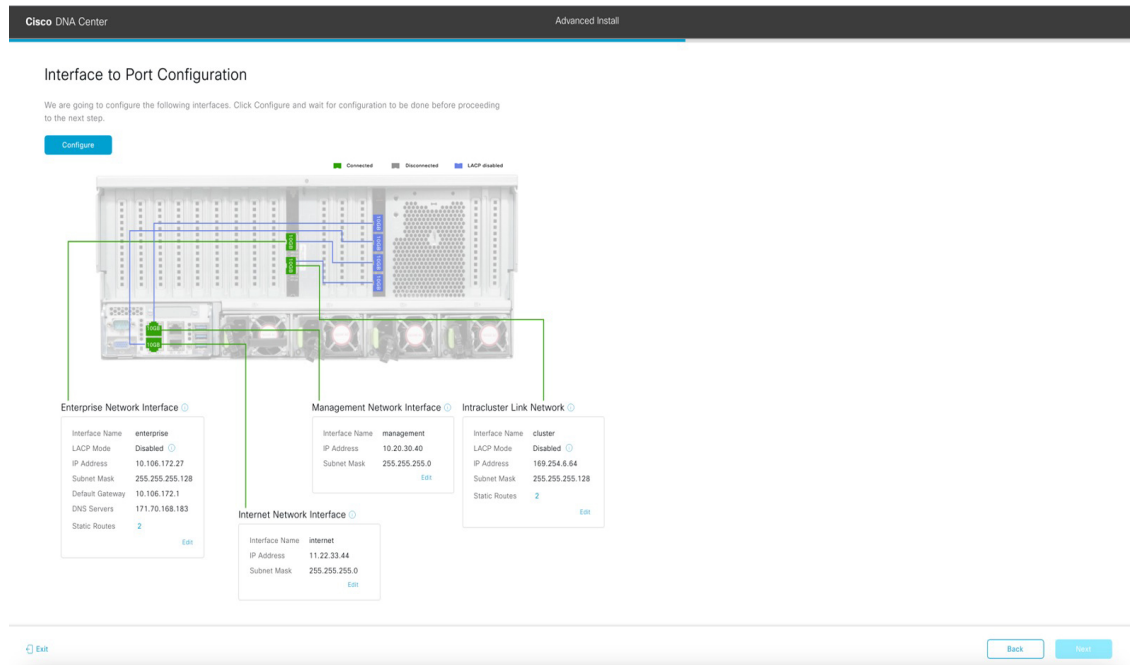 Cisco DNA Center
Advanced Install
Interface to Port Configuration
We are going to configure the following interfaces. Click Configure and wait for configuration to be done before proceeding
to the next step.
Configure
Connected Disconnected LACP disabled
10GB
10GB
10GB
10GB
Enterprise Network Interface
Interface Name enterprise
LACP Mode Disabled
IP Address 10.106.172.27
Subnet Mask 255.255.255.128
Default Gateway 10.106.172.1
DNS Servers 171.70.168.183
Static Routes 2
Edit
Management Network Interface
Interface Name management
IP Address 10.20.30.40
Subnet Mask 255.255.255.0
Edit
Intracluster Link Network
Interface Name cluster
LACP Mode Disabled
IP Address 169.254.6.64
Subnet Mask 255.255.255.128
Static Routes 2
Edit
Internet Network Interface
Interface Name internet
IP Address 11.22.33.44
Subnet Mask 255.255.255.0
Edit
Exit
Back
Next